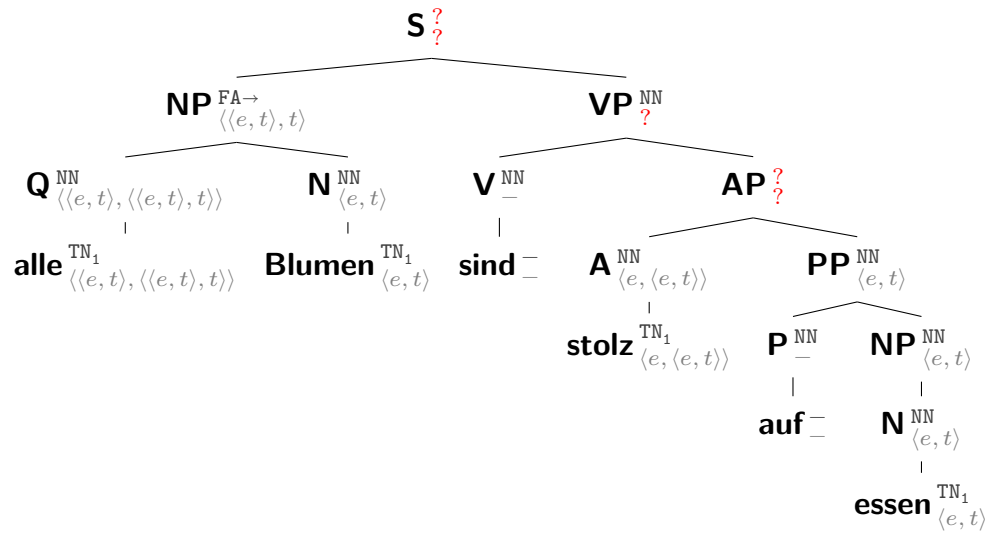 S ? ?
NP FA→ ⟨⟨e, t⟩, t⟩ VP NN ?
Q NN ⟨⟨e, t⟩, ⟨⟨e, t⟩, t⟩⟩ N NN ⟨e, t⟩ V NN – AP ? ?
alle TN₁ ⟨⟨e, t⟩, ⟨⟨e, t⟩, t⟩⟩ Blumen TN₁ ⟨e, t⟩ sind – – A NN ⟨e, ⟨e, t⟩⟩ PP NN ⟨e, t⟩
stolz TN₁ ⟨e, ⟨e, t⟩⟩ P NN – NP NN ⟨e, t⟩
auf – – N NN ⟨e, t⟩
essen TN₁ ⟨e, t⟩